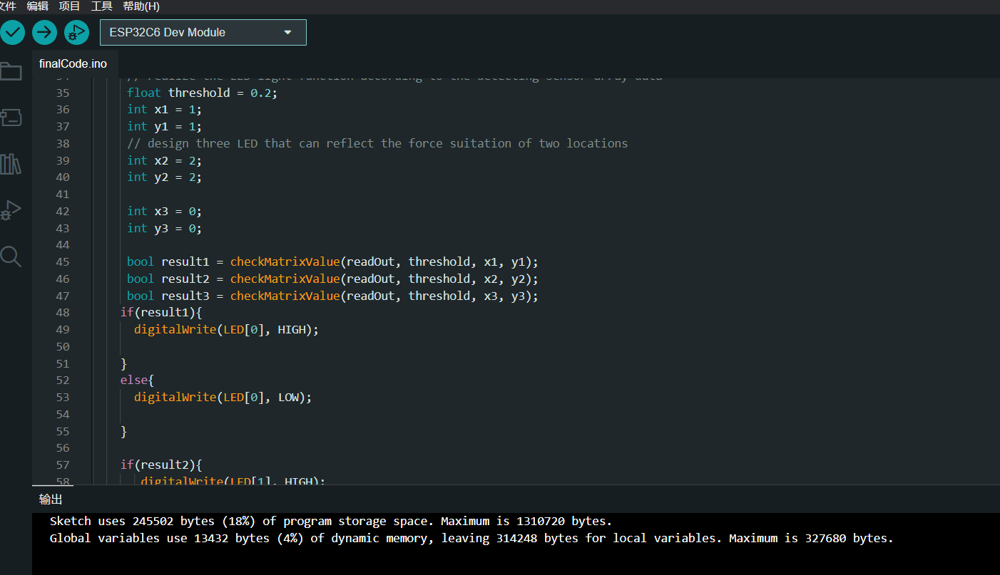 文件 编辑 项目 工具 帮助(H)
ESP32C6 Dev Module
finalCode.ino
34 // realize the LED light function according to the detecting sensor array data
35 float threshold = 0.2;
36 int x1 = 1;
37 int y1 = 1;
38 // design three LED that can reflect the force suitation of two locations
39 int x2 = 2;
40 int y2 = 2;
41
42 int x3 = 0;
43 int y3 = 0;
44
45 bool result1 = checkMatrixValue(readOut, threshold, x1, y1);
46 bool result2 = checkMatrixValue(readOut, threshold, x2, y2);
47 bool result3 = checkMatrixValue(readOut, threshold, x3, y3);
48 if(result1){
49 digitalWrite(LED[0], HIGH);
50
51 }
52 else{
53 digitalWrite(LED[0], LOW);
54
55 }
56
57 if(result2){
58 digitalWrite(LED[1], HIGH);
输出
Sketch uses 245502 bytes (18%) of program storage space. Maximum is 1310720 bytes.
Global variables use 13432 bytes (4%) of dynamic memory, leaving 314248 bytes for local variables. Maximum is 327680 bytes.